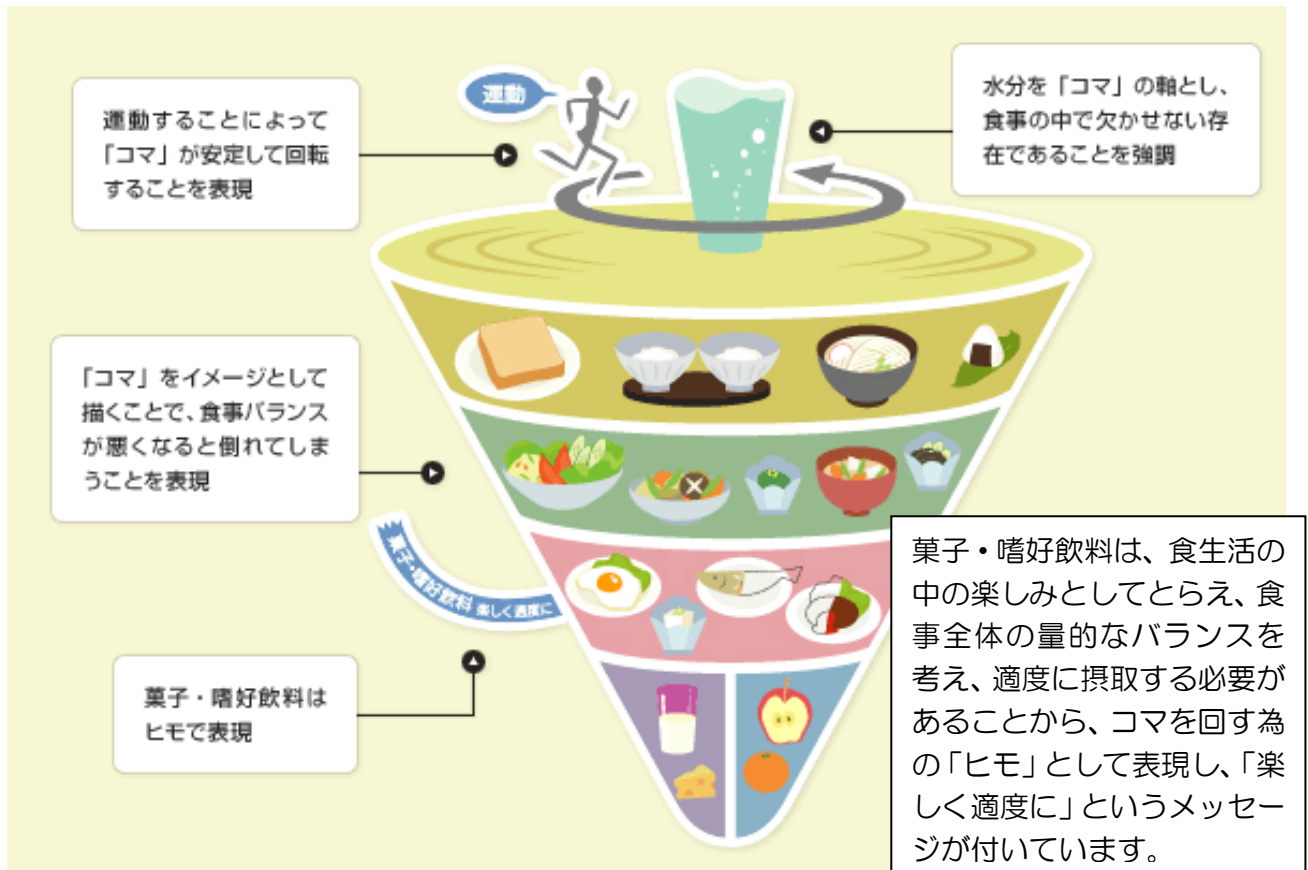 運動することによって
「コマ」が安定して回転
することを表現
運動
水分を「コマ」の軸とし、
食事の中で欠かせない存
在であることを強調
「コマ」をイメージとして
描くことで、食事バランス
が悪くなると倒れてしま
うことを表現
菓子・嗜好飲料 楽しく適度に
菓子・嗜好飲料は
ヒモで表現
菓子・嗜好飲料は、食生活の
中の楽しみとしてとらえ、食
事全体の量的なバランスを
考え、適度に摂取する必要が
あることから、コマを回す為
の「ヒモ」として表現し、「楽
しく適度に」というメッセー
ジが付いています。